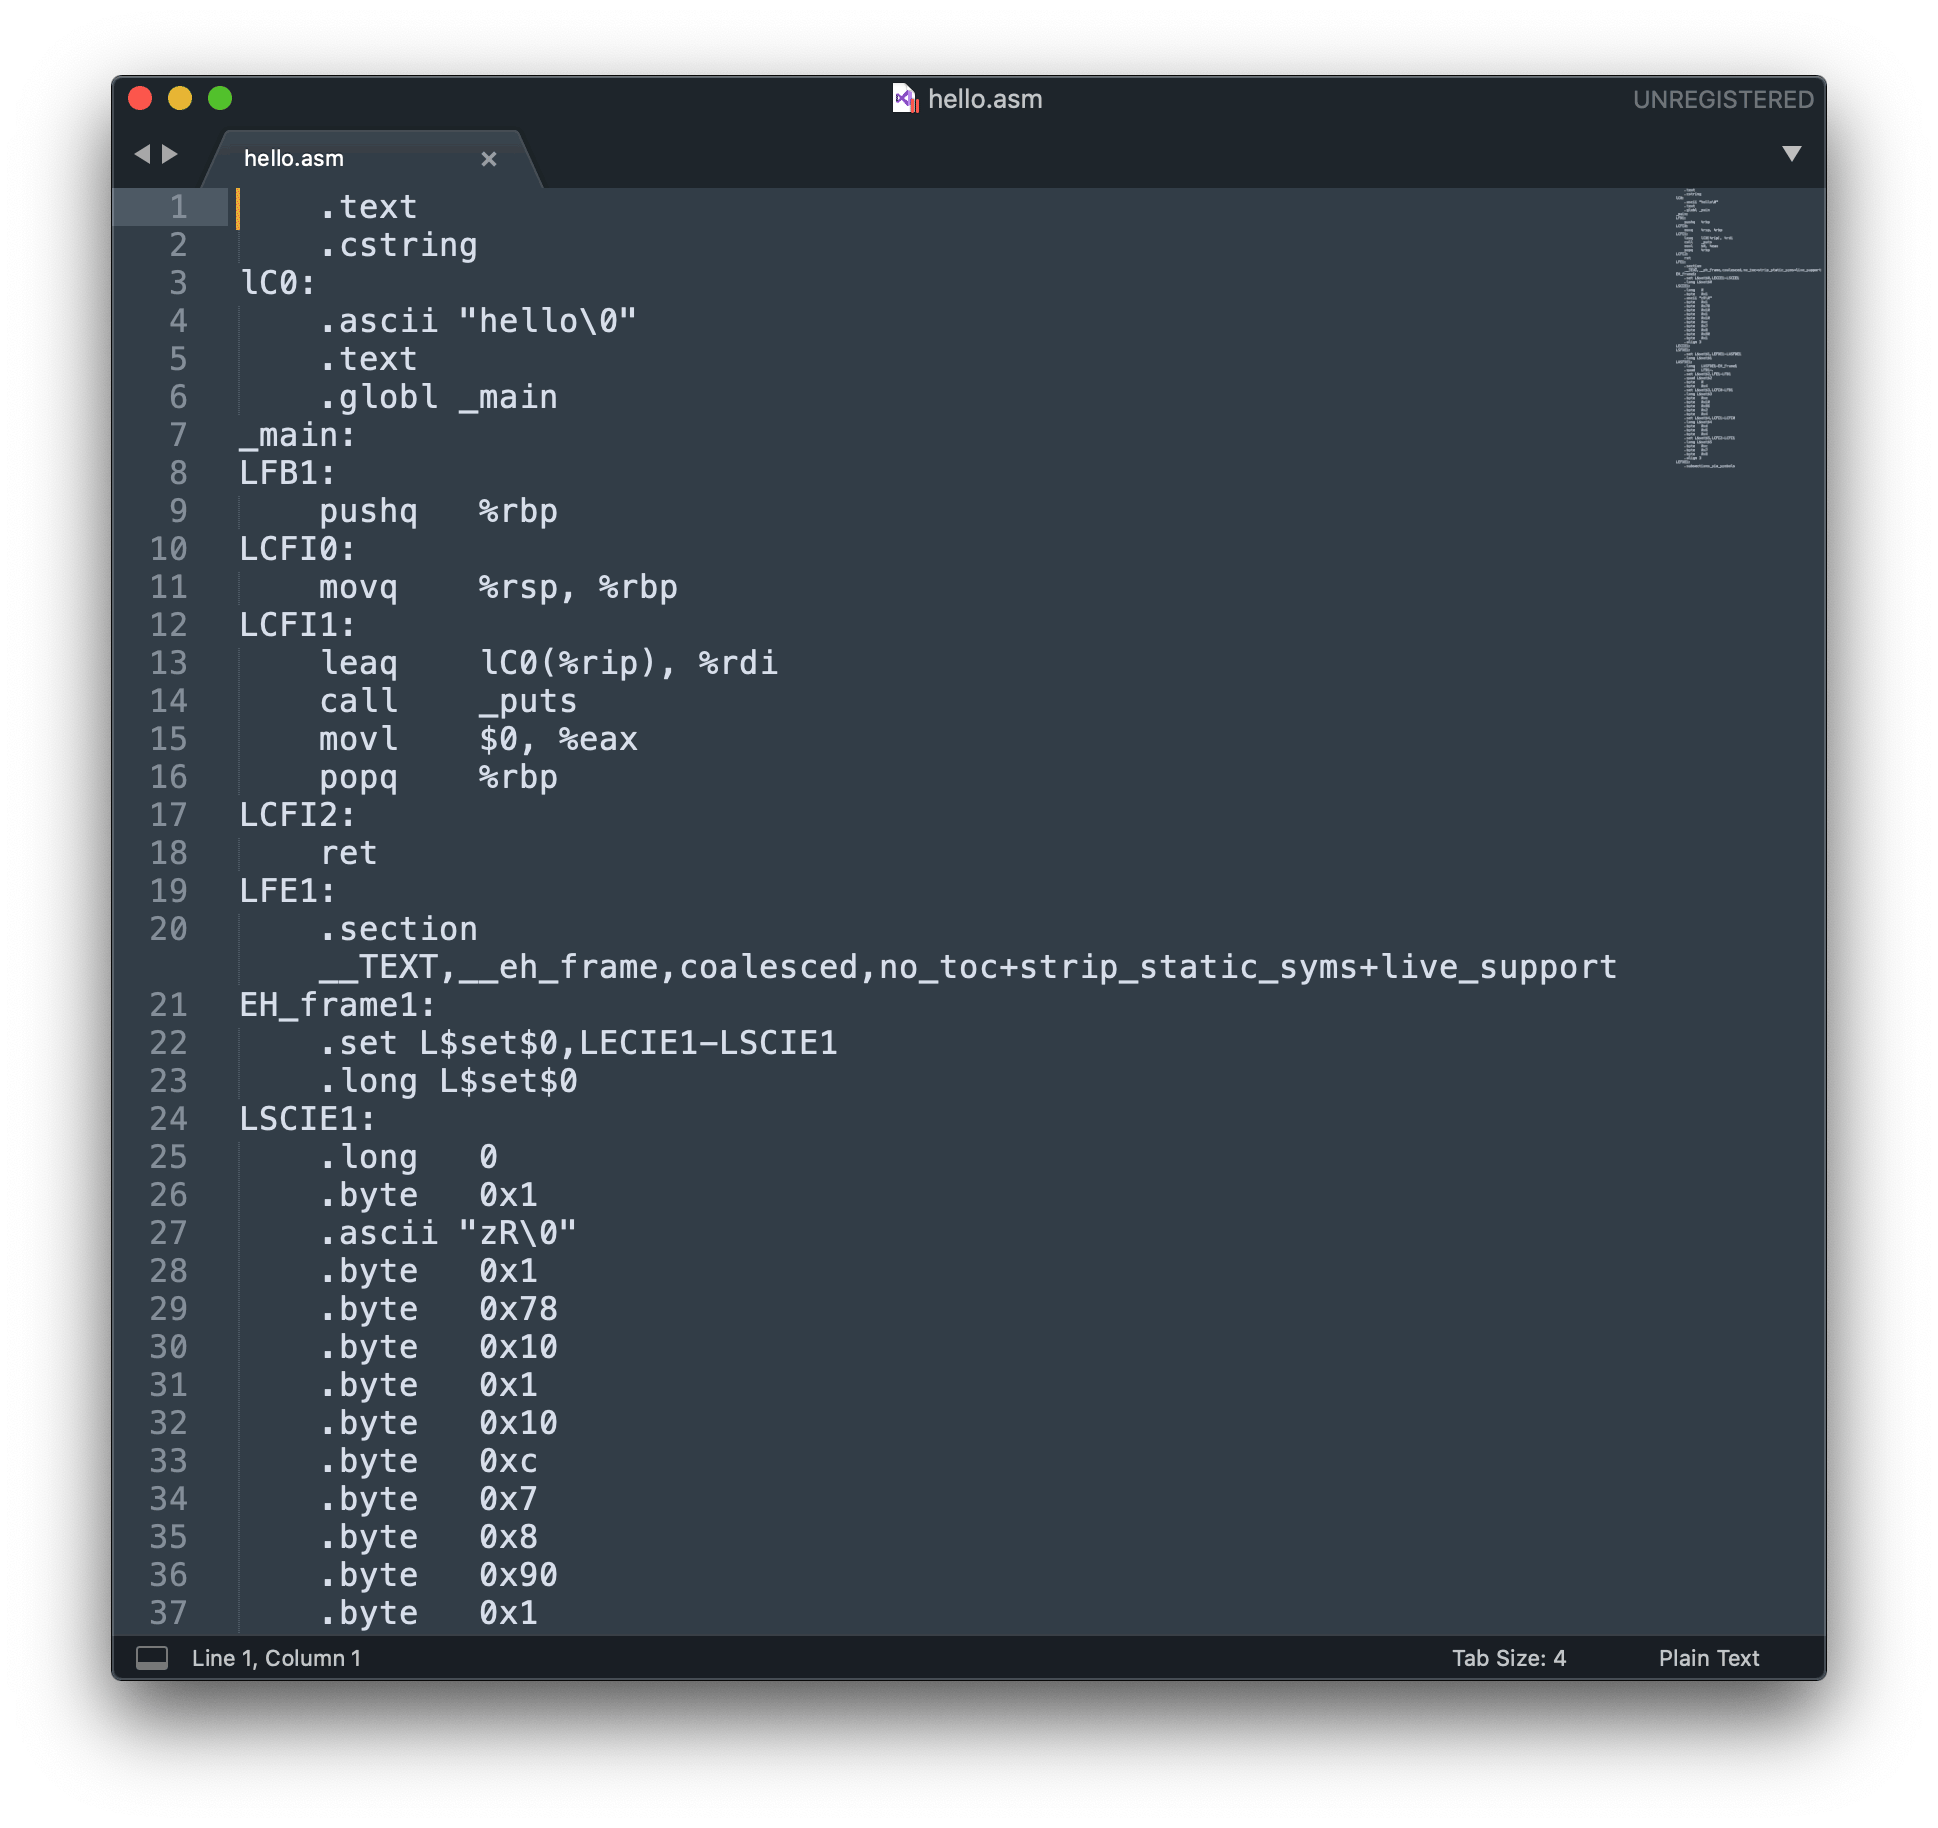 hello.asm
UNREGISTERED
hello.asm
1 .text
2 .cstring
3 lC0:
4 .ascii "hello\0"
5 .text
6 .globl _main
7 _main:
8 LFB1:
9 pushq %rbp
10 LCFI0:
11 movq %rsp, %rbp
12 LCFI1:
13 leaq lC0(%rip), %rdi
14 call _puts
15 movl $0, %eax
16 popq %rbp
17 LCFI2:
18 ret
19 LFE1:
20 .section
__TEXT,__eh_frame,coalesced,no_toc+strip_static_syms+live_support
21 EH_frame1:
22 .set L$set$0,LECIE1-LSCIE1
23 .long L$set$0
24 LSCIE1:
25 .long 0
26 .byte 0x1
27 .ascii "zR\0"
28 .byte 0x1
29 .byte 0x78
30 .byte 0x10
31 .byte 0x1
32 .byte 0x10
33 .byte 0xc
34 .byte 0x7
35 .byte 0x8
36 .byte 0x90
37 .byte 0x1
Line 1, Column 1
Tab Size: 4
Plain Text